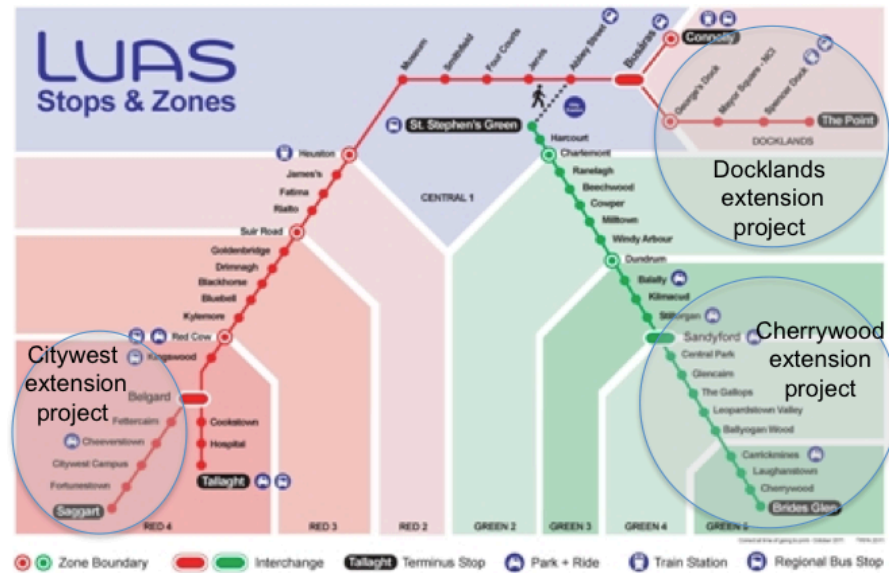 LUAS
Stops & Zones
Museum
Smithfield
Four Courts
Jervis
Abbey Street
Busáras
Connolly
George's Dock
Mayor Square - NCI
Spencer Dock
The Point
DOCKLANDS
Docklands
extension
project
St. Stephen's Green
Harcourt
Charlemont
Ranelagh
Beechwood
Cowper
Milltown
Windy Arbour
Dundrum
Balally
Kilmacud
Stillorgan
Sandyford
Cherrywood
extension
project
Central Park
Glencairn
The Gallops
Leopardstown Valley
Ballyogan Wood
Carrickmines
Laughanstown
Cherrywood
Brides Glen
CENTRAL 1
Heuston
James's
Fatima
Rialto
Suir Road
Goldenbridge
Drimnagh
Blackhorse
Bluebell
Kylemore
Red Cow
Kingswood
Citywest
extension
project
Belgard
Fettercairn
Cheeverstown
Citywest Campus
Fortunestown
Saggart
Cookstown
Hospital
Tallaght
RED 4
RED 3
RED 2
GREEN 2
GREEN 3
GREEN 4
GREEN 5
Zone Boundary
Interchange
Tallaght Terminus Stop
Park + Ride
Train Station
Regional Bus Stop